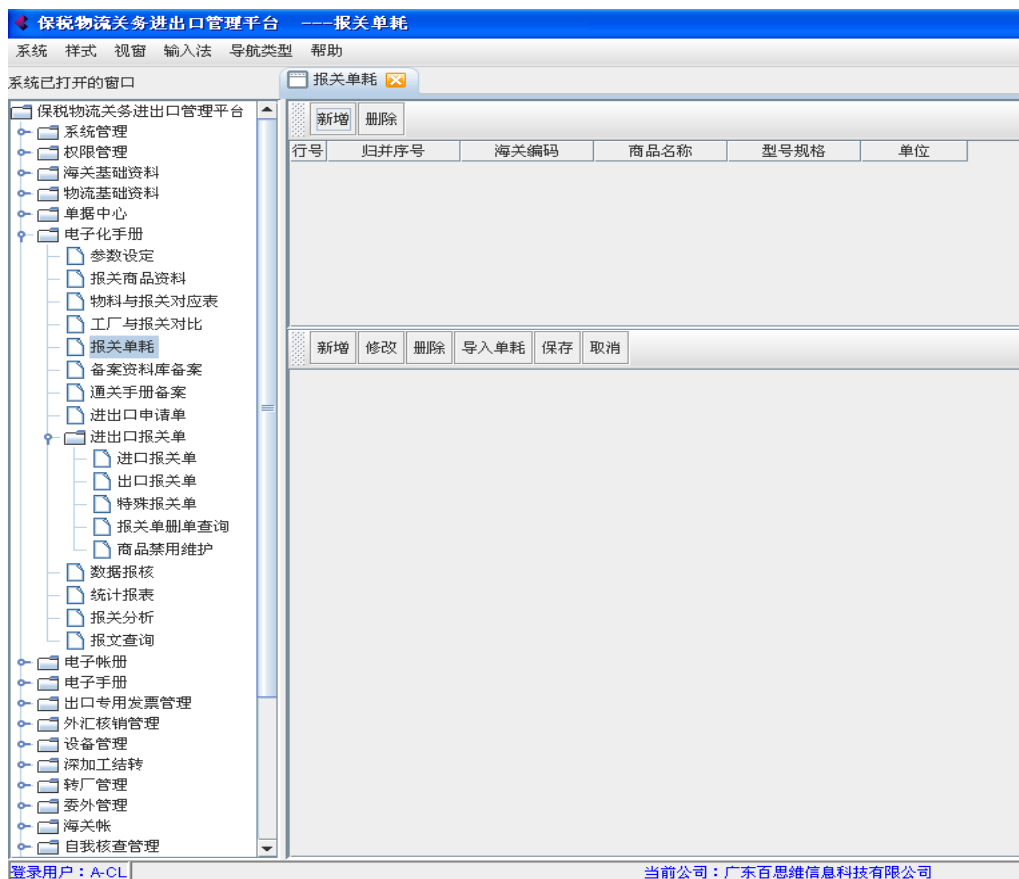 保税物流关务进出口管理平台 ---报关单耗
系统 样式 视窗 输入法 导航类型 帮助
系统已打开的窗口
报关单耗
保税物流关务进出口管理平台
系统管理
权限管理
海关基础资料
物流基础资料
单据中心
电子化手册
参数设定
报关商品资料
物料与报关对应表
工厂与报关对比
报关单耗
备案资料库备案
通关手册备案
进出口申请单
进出口报关单
进口报关单
出口报关单
特殊报关单
报关单删单查询
商品禁用维护
数据报核
统计报表
报关分析
报文查询
电子帐册
电子手册
出口专用发票管理
外汇核销管理
设备管理
深加工结转
转厂管理
委外管理
海关帐
自我核查管理
新增 删除
行号 归并序号 海关编码 商品名称 型号规格 单位
新增 修改 删除 导入单耗 保存 取消
登录用户：A-CL
当前公司：广东百思维信息科技有限公司